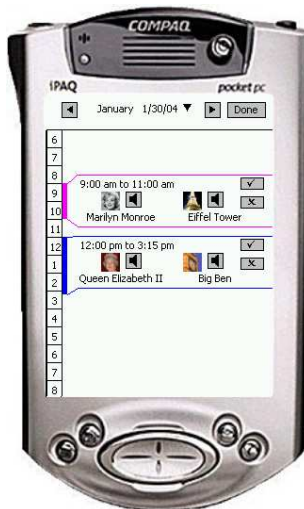 COMPAQ
iPAQ pocket pc
January 1/30/04 Done
6
7
8
9:00 am to 11:00 am
9
10
Marilyn Monroe Eiffel Tower
11
12
12:00 pm to 3:15 pm
1
2
Queen Elizabeth II Big Ben
3
4
5
6
7
8